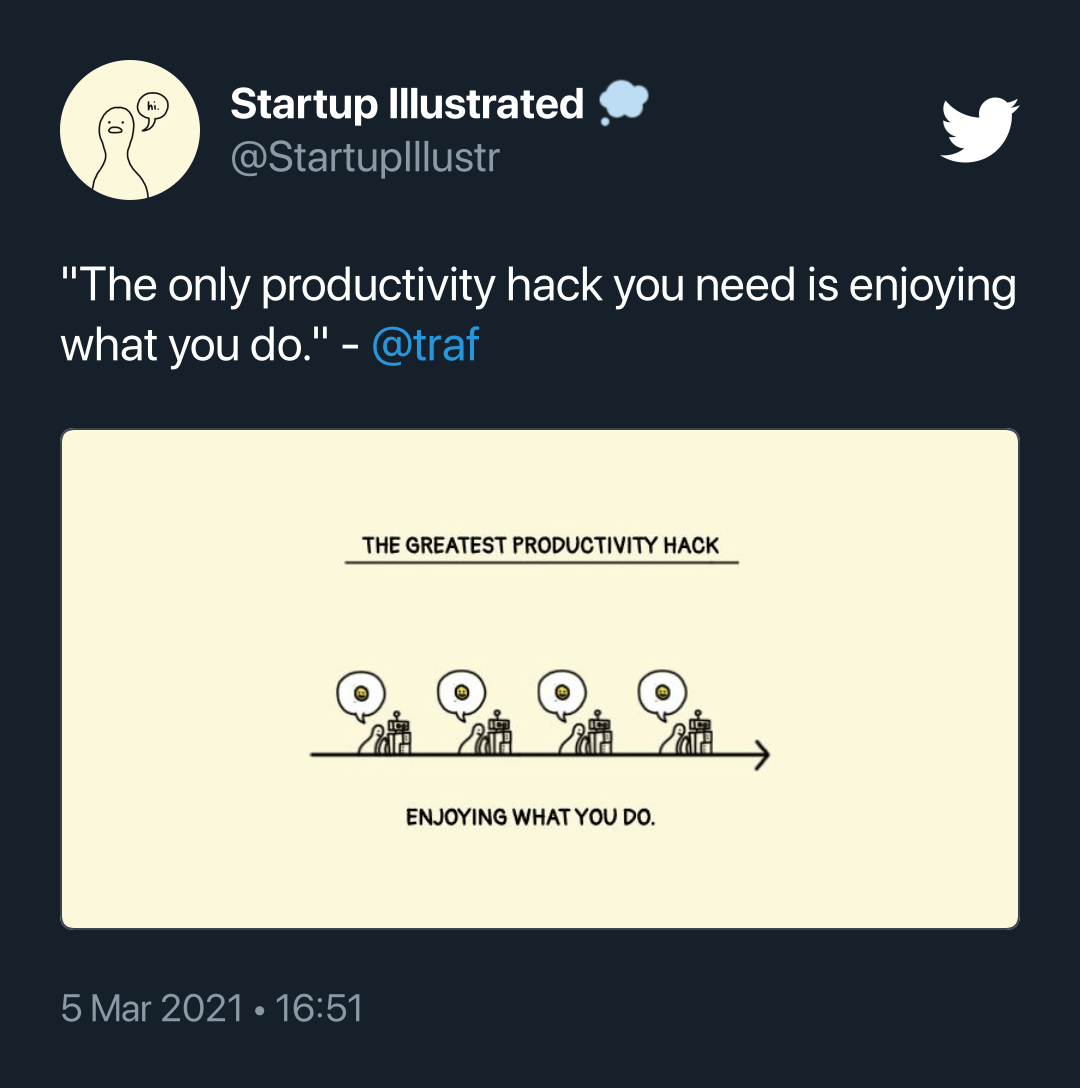 hi.
Startup Illustrated 💭
@StartupIllustr
"The only productivity hack you need is enjoying
what you do." - @traf
THE GREATEST PRODUCTIVITY HACK
ENJOYING WHAT YOU DO.
5 Mar 2021 • 16:51